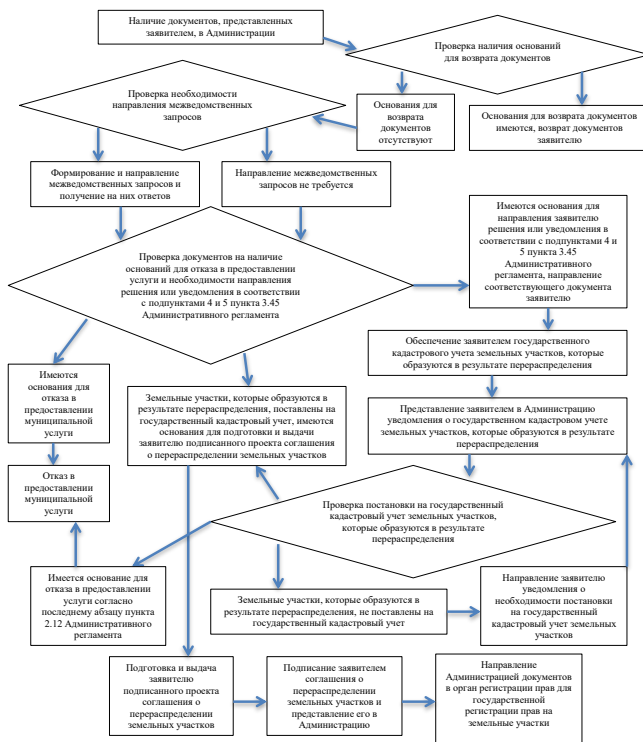 Наличие документов, представленных
заявителем, в Администрации
Проверка наличия оснований
для возврата документов
Проверка необходимости
направления межведомственных
запросов
Основания для
возврата
документов
отсутствуют
Основания для возврата документов
имеются, возврат документов
заявителю
Формирование и направление
межведомственных запросов и
получение на них ответов
Направление межведомственных
запросов не требуется
Имеются основания для
направления заявителю
решения или уведомления в
соответствии с подпунктами 4 и
5 пункта 3.45
Административного
регламента, направление
соответствующего документа
заявителю
Проверка документов на наличие
оснований для отказа в предоставлении
услуги и необходимости направления
решения или уведомления в соответствии
с подпунктами 4 и 5 пункта 3.45
Административного регламента
Обеспечение заявителем государственного
кадастрового учета земельных участков, которые
образуются в результате перераспределения
Имеются
основания для
отказа в
предоставлении
муниципальной
услуги
Земельные участки, которые образуются в
результате перераспределения, поставлены на
государственный кадастровый учет, имеются
основания для подготовки и выдачи
заявителю подписанного проекта соглашения
о перераспределении земельных участков
Представление заявителем в Администрацию
уведомления о государственном кадастровом учете
земельных участков, которые образуются в результате
перераспределения
Отказ в
предоставлении
муниципальной
услуги
Проверка постановки на государственный
кадастровый учет земельных участков,
которые образуются в результате
перераспределения
Имеется основание для
отказа в предоставлении
услуги согласно
последнему абзацу пункта
2.12 Административного
регламента
Земельные участки, которые образуются в
результате перераспределения, не поставлены на
государственный кадастровый учет
Направление заявителю
уведомления о
необходимости постановки
на государственный
кадастровый учет земельных
участков
Подготовка и выдача
заявителю
подписанного проекта
соглашения о
перераспределении
земельных участков
Подписание заявителем
соглашения о
перераспределении
земельных участков и
представление его в
Администрацию
Направление
Администрацией документов
в орган регистрации прав для
государственной
регистрации прав на
земельные участки